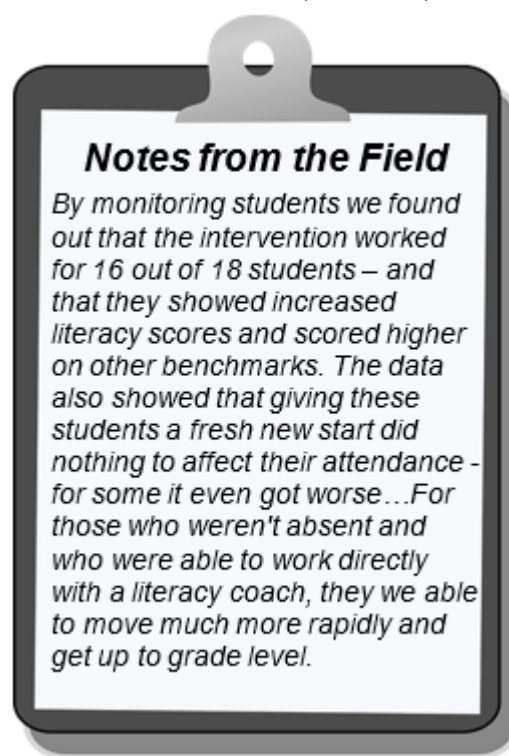 Notes from the Field
By monitoring students we found
out that the intervention worked
for 16 out of 18 students – and
that they showed increased
literacy scores and scored higher
on other benchmarks. The data
also showed that giving these
students a fresh new start did
nothing to affect their attendance -
for some it even got worse…For
those who weren't absent and
who were able to work directly
with a literacy coach, they we able
to move much more rapidly and
get up to grade level.